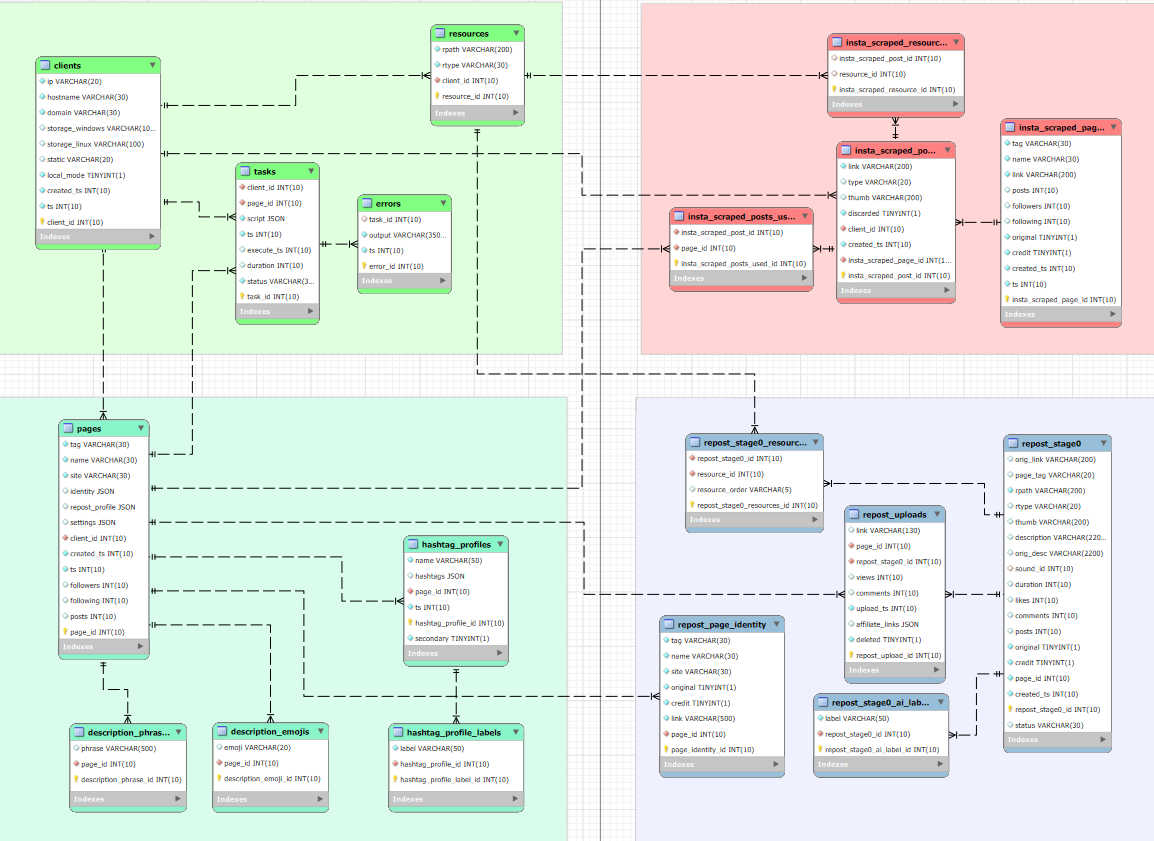 clients
ip VARCHAR(20)
hostname VARCHAR(30)
domain VARCHAR(30)
storage_windows VARCHAR(10...
storage_linux VARCHAR(100)
static VARCHAR(20)
local_mode TINYINT(1)
created_ts INT(10)
ts INT(10)
client_id INT(10)
Indexes
resources
rpath VARCHAR(200)
rtype VARCHAR(30)
client_id INT(10)
resource_id INT(10)
Indexes
tasks
client_id INT(10)
page_id INT(10)
script JSON
ts INT(10)
execute_ts INT(10)
duration INT(10)
status VARCHAR(3...
task_id INT(10)
Indexes
errors
task_id INT(10)
output VARCHAR(350...
ts INT(10)
error_id INT(10)
Indexes
insta_scraped_resourc...
insta_scraped_post_id INT(10)
resource_id INT(10)
insta_scraped_resource_id INT(10)
Indexes
insta_scraped_po...
link VARCHAR(200)
type VARCHAR(20)
thumb VARCHAR(200)
discarded TINYINT(1)
client_id INT(10)
created_ts INT(10)
insta_scraped_page_id INT(1...
insta_scraped_post_id INT(10)
Indexes
insta_scraped_pag...
tag VARCHAR(30)
name VARCHAR(30)
link VARCHAR(200)
posts INT(10)
followers INT(10)
following INT(10)
original TINYINT(1)
credit TINYINT(1)
created_ts INT(10)
ts INT(10)
insta_scraped_page_id INT(10)
Indexes
insta_scraped_posts_us...
insta_scraped_post_id INT(10)
page_id INT(10)
insta_scraped_posts_used_id INT(10)
Indexes
pages
tag VARCHAR(30)
name VARCHAR(30)
site VARCHAR(30)
identity JSON
repost_profile JSON
settings JSON
client_id INT(10)
created_ts INT(10)
ts INT(10)
followers INT(10)
following INT(10)
posts INT(10)
page_id INT(10)
Indexes
hashtag_profiles
name VARCHAR(50)
hashtags JSON
page_id INT(10)
ts INT(10)
hashtag_profile_id INT(10)
secondary TINYINT(1)
Indexes
description_phras...
phrase VARCHAR(500)
page_id INT(10)
description_phrase_id INT(10)
Indexes
description_emojis
emoji VARCHAR(20)
page_id INT(10)
description_emoji_id INT(10)
Indexes
hashtag_profile_labels
label VARCHAR(50)
hashtag_profile_id INT(10)
hashtag_profile_label_id INT(10)
Indexes
repost_stage0_resourc...
repost_stage0_id INT(10)
resource_id INT(10)
resource_order VARCHAR(5)
repost_stage0_resources_id INT(10)
Indexes
repost_uploads
link VARCHAR(130)
page_id INT(10)
repost_stage0_id INT(10)
views INT(10)
comments INT(10)
upload_ts INT(10)
affiliate_links JSON
deleted TINYINT(1)
repost_upload_id INT(10)
Indexes
repost_stage0
orig_link VARCHAR(200)
page_tag VARCHAR(20)
rpath VARCHAR(200)
rtype VARCHAR(20)
thumb VARCHAR(200)
description VARCHAR(220...
orig_desc VARCHAR(2200)
sound_id INT(10)
duration INT(10)
likes INT(10)
comments INT(10)
posts INT(10)
original TINYINT(1)
credit TINYINT(1)
page_id INT(10)
created_ts INT(10)
repost_stage0_id INT(10)
status VARCHAR(30)
Indexes
repost_page_identity
tag VARCHAR(30)
name VARCHAR(30)
site VARCHAR(30)
original TINYINT(1)
credit TINYINT(1)
link VARCHAR(500)
page_id INT(10)
page_identity_id INT(10)
Indexes
repost_stage0_ai_lab...
label VARCHAR(50)
repost_stage0_id INT(10)
repost_stage0_ai_label_id INT(10)
Indexes